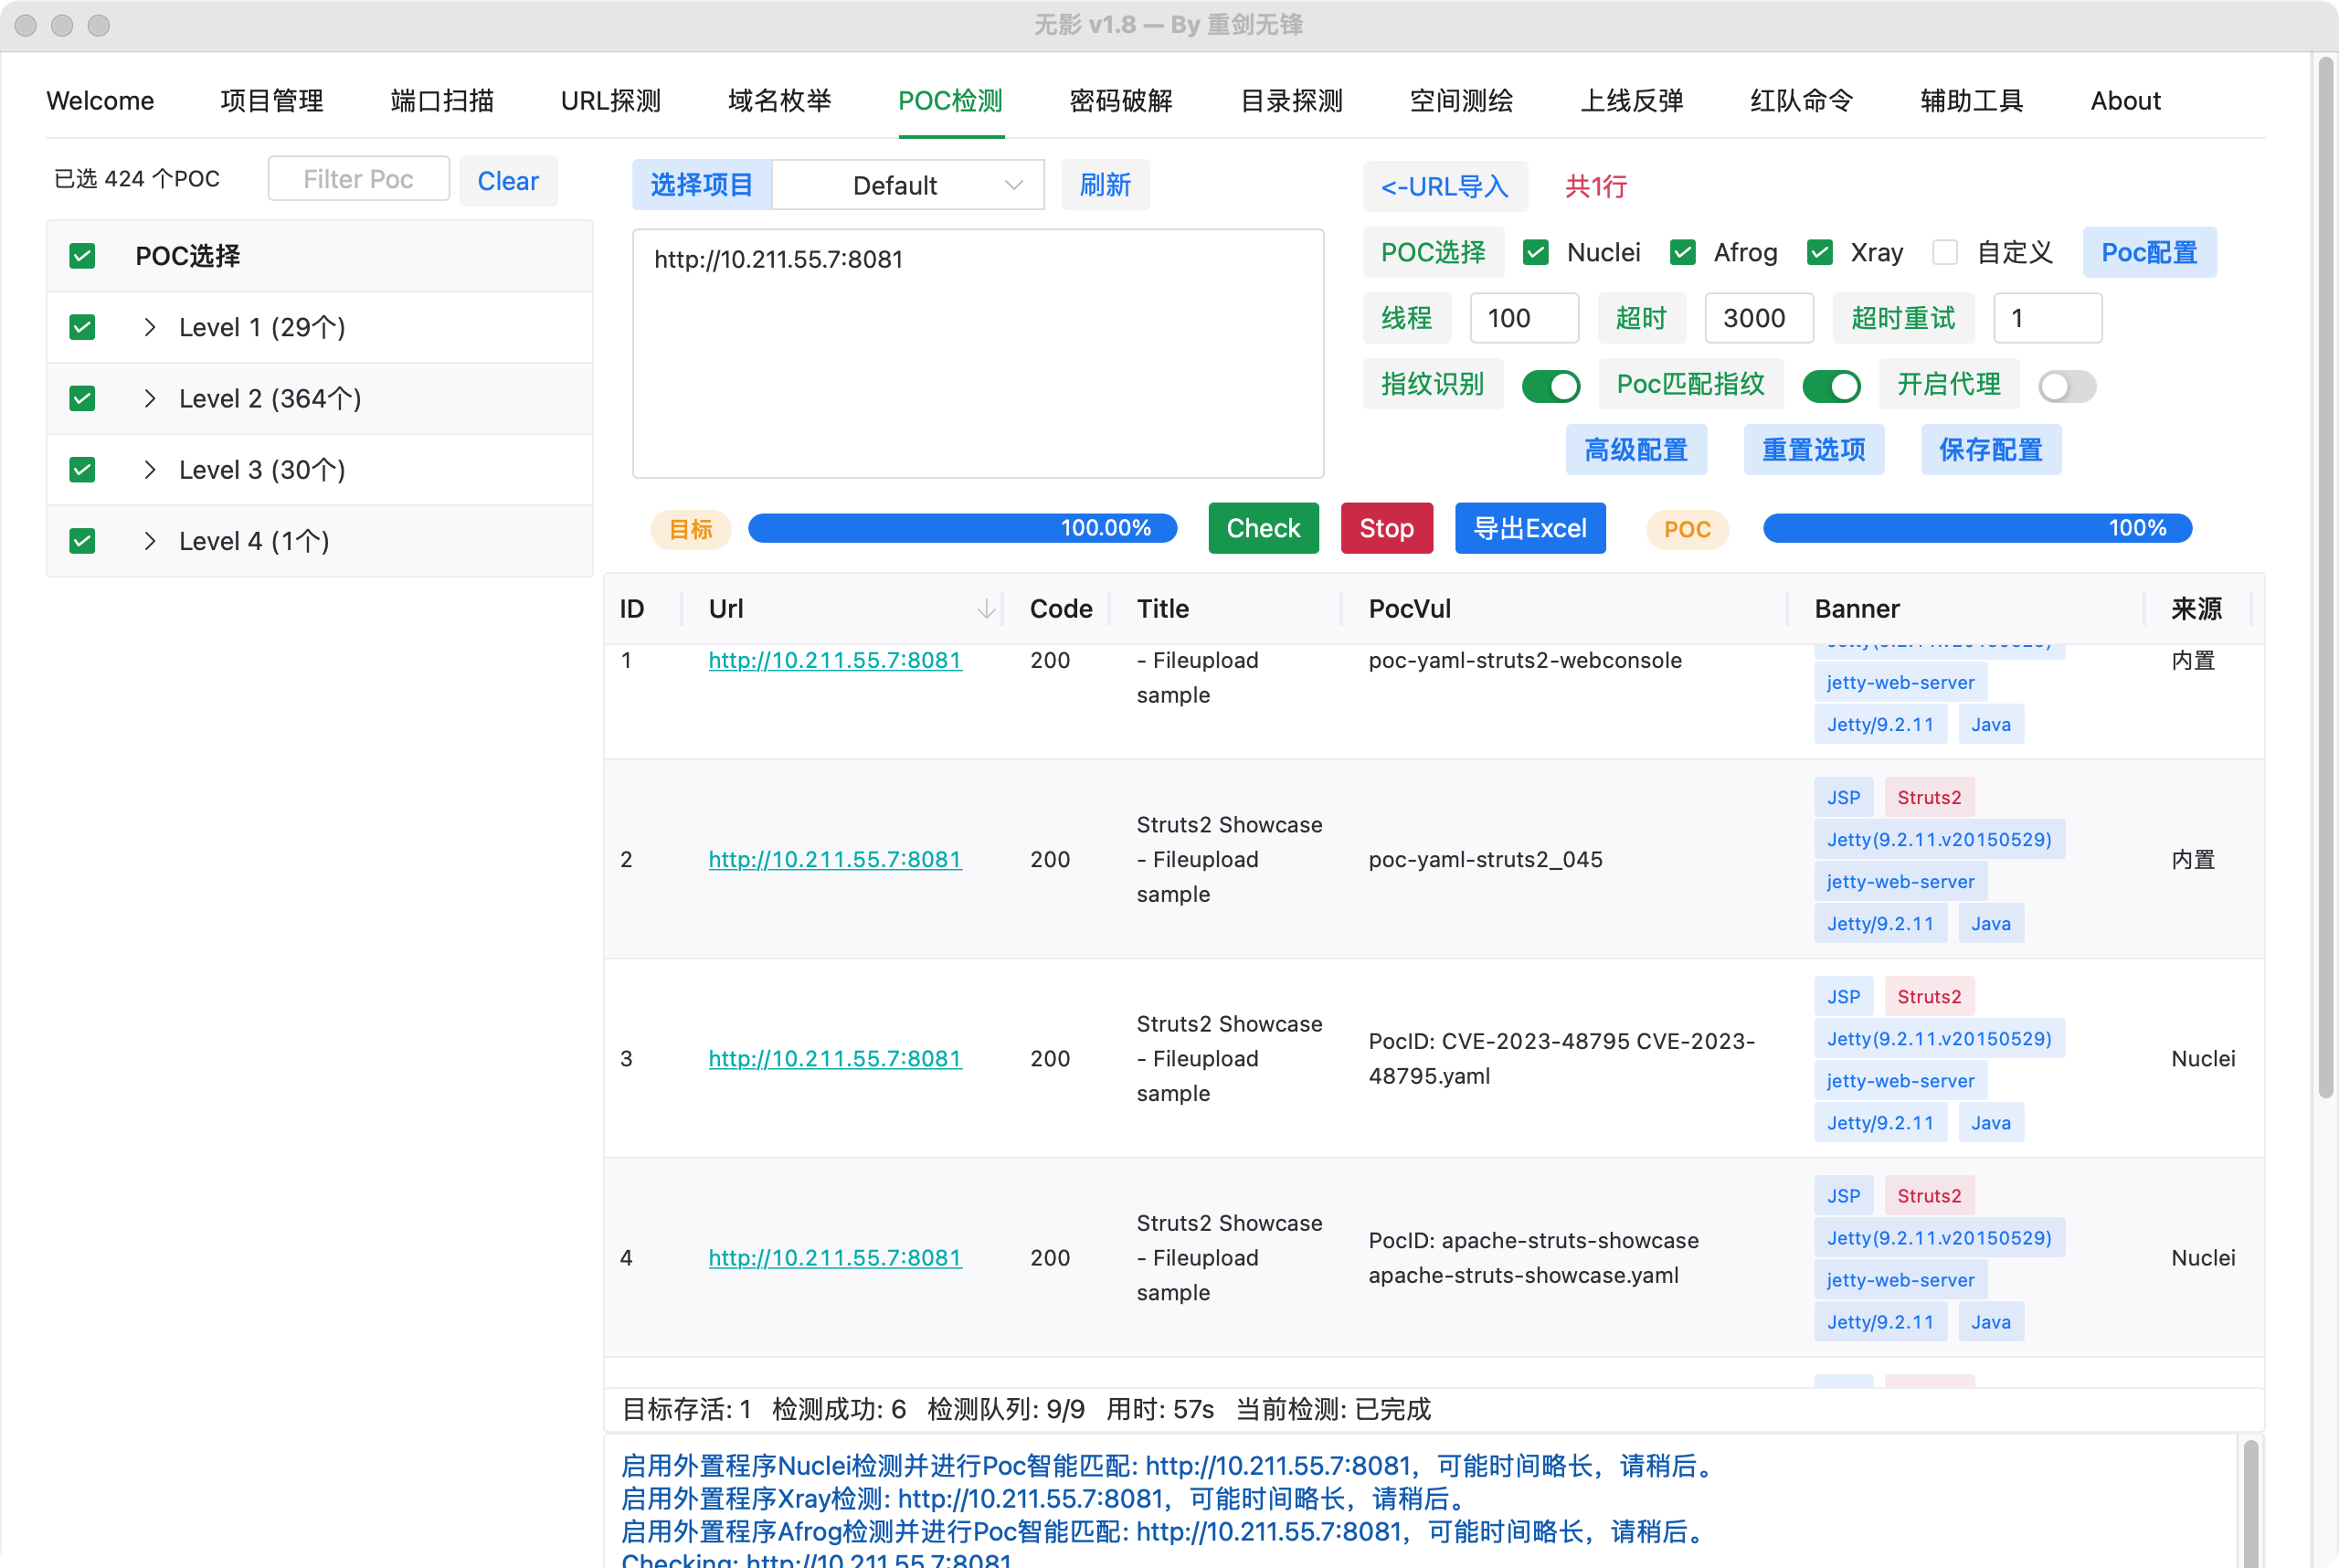 无影 v1.8 — By 重剑无锋
Welcome 项目管理 端口扫描 URL探测 域名枚举 POC检测 密码破解 目录探测 空间测绘 上线反弹 红队命令 辅助工具 About
已选 424 个POC Filter Poc Clear
POC选择
Level 1 (29个)
Level 2 (364个)
Level 3 (30个)
Level 4 (1个)
选择项目 Default 刷新
http://10.211.55.7:8081
<-URL导入 共1行
POC选择 Nuclei Afrog Xray 自定义 Poc配置
线程 100 超时 3000 超时重试 1
指纹识别 Poc匹配指纹 开启代理
高级配置 重置选项 保存配置
目标 100.00% Check Stop 导出Excel POC 100%
ID Url Code Title PocVul Banner 来源
1 http://10.211.55.7:8081 200 - Fileupload poc-yaml-struts2-webconsole 内置
sample
jetty-web-server
Jetty/9.2.11 Java
2 http://10.211.55.7:8081 200
Struts2 Showcase
- Fileupload
sample
poc-yaml-struts2_045
JSP Struts2
Jetty(9.2.11.v20150529)
jetty-web-server
Jetty/9.2.11 Java
内置
3 http://10.211.55.7:8081 200
Struts2 Showcase
- Fileupload
sample
PocID: CVE-2023-48795 CVE-2023-
48795.yaml
JSP Struts2
Jetty(9.2.11.v20150529)
jetty-web-server
Jetty/9.2.11 Java
Nuclei
4 http://10.211.55.7:8081 200
Struts2 Showcase
- Fileupload
sample
PocID: apache-struts-showcase
apache-struts-showcase.yaml
JSP Struts2
Jetty(9.2.11.v20150529)
jetty-web-server
Jetty/9.2.11 Java
Nuclei
目标存活: 1 检测成功: 6 检测队列: 9/9 用时: 57s 当前检测: 已完成
启用外置程序Nuclei检测并进行Poc智能匹配: http://10.211.55.7:8081，可能时间略长，请稍后。
启用外置程序Xray检测: http://10.211.55.7:8081，可能时间略长，请稍后。
启用外置程序Afrog检测并进行Poc智能匹配: http://10.211.55.7:8081，可能时间略长，请稍后。
Checking: http://10.211.55.7:8081